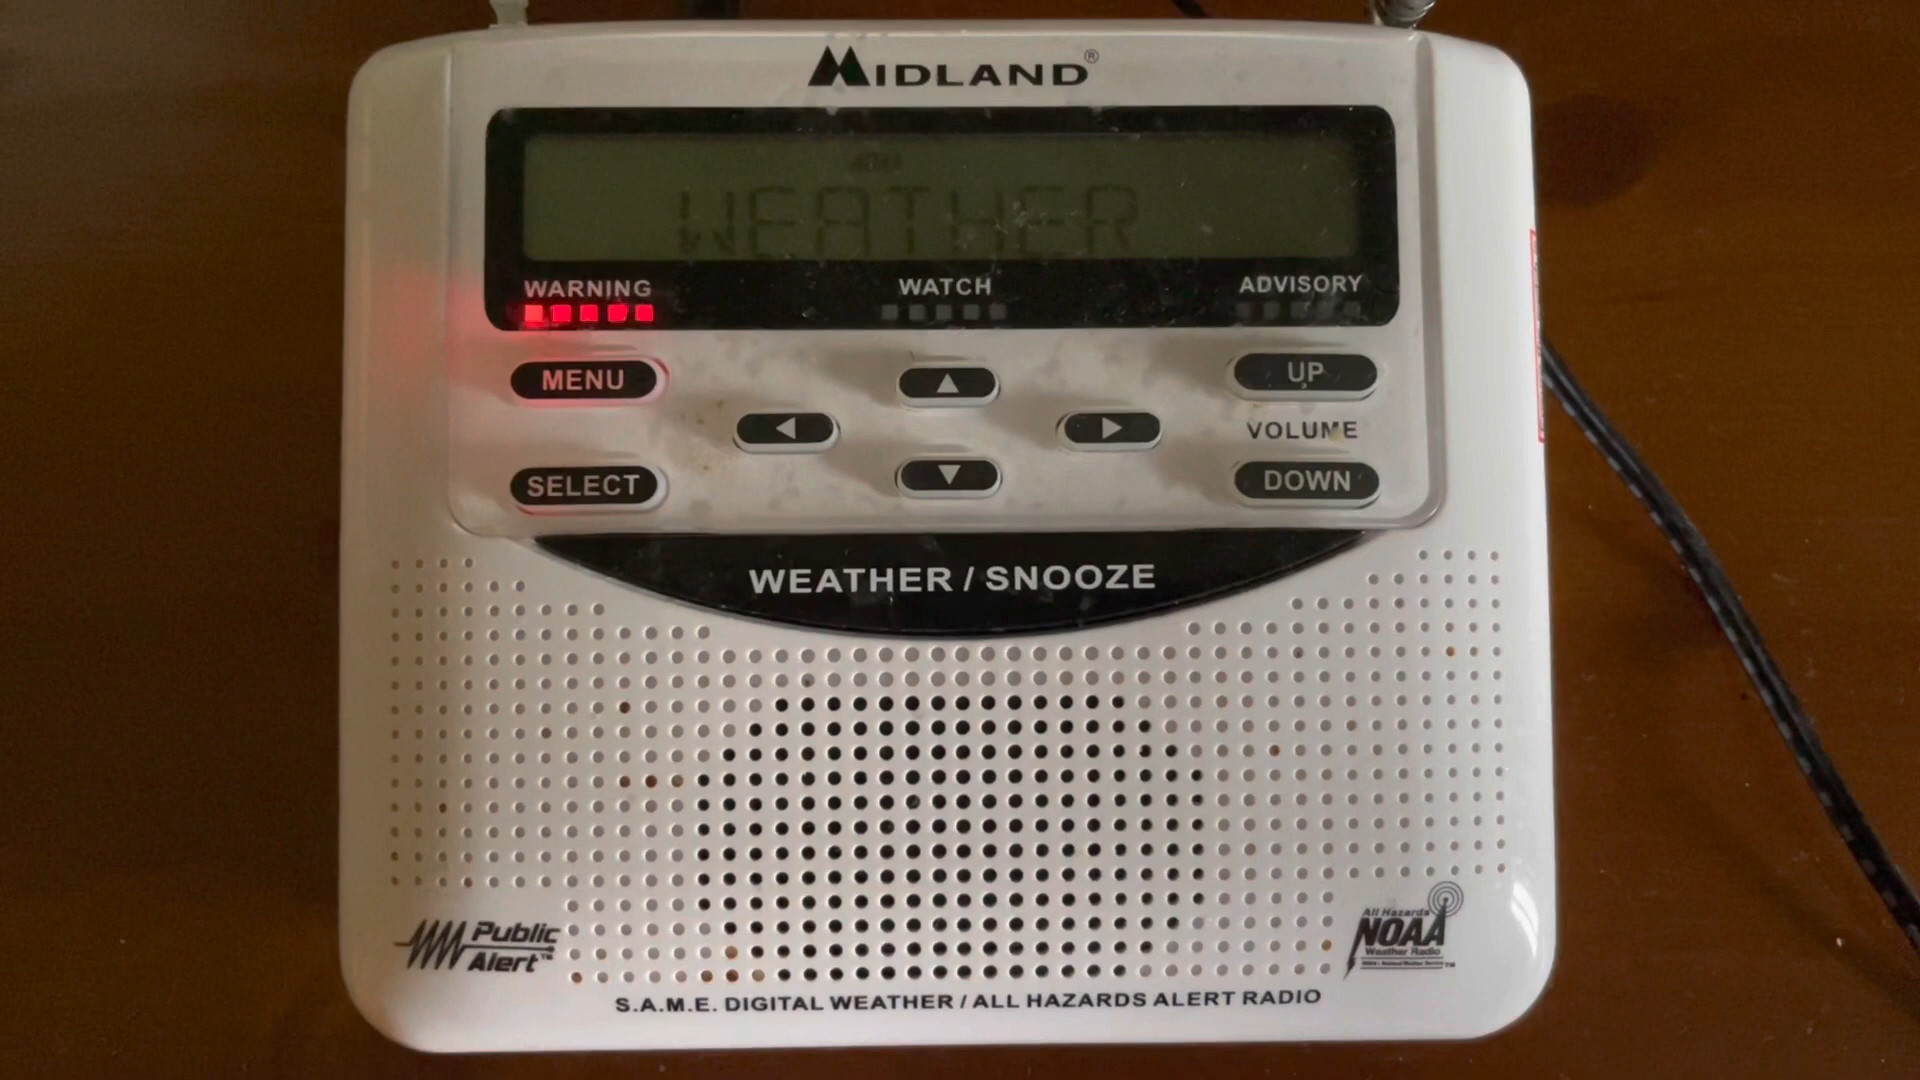 MIDLAND®
WEATHER
WARNING WATCH ADVISORY
MENU UP
VOLUME
SELECT DOWN
WEATHER / SNOOZE
Public
Alert™
All Hazards
NOAA
Weather Radio
S.A.M.E. DIGITAL WEATHER / ALL HAZARDS ALERT RADIO